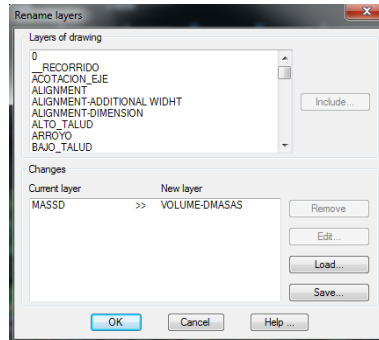 Rename layers
x
Layers of drawing
0
__RECORRIDO
ACOTACION_EJE
ALIGNMENT
ALIGNMENT-ADDITIONAL WIDHT
ALIGNMENT-DIMENSION
ALTO_TALUD
ARROYO
BAJO_TALUD
Include...
Changes
Current layer New layer
MASSD >> VOLUME-DMASAS
Remove
Edit...
Load...
Save...
OK Cancel Help ...